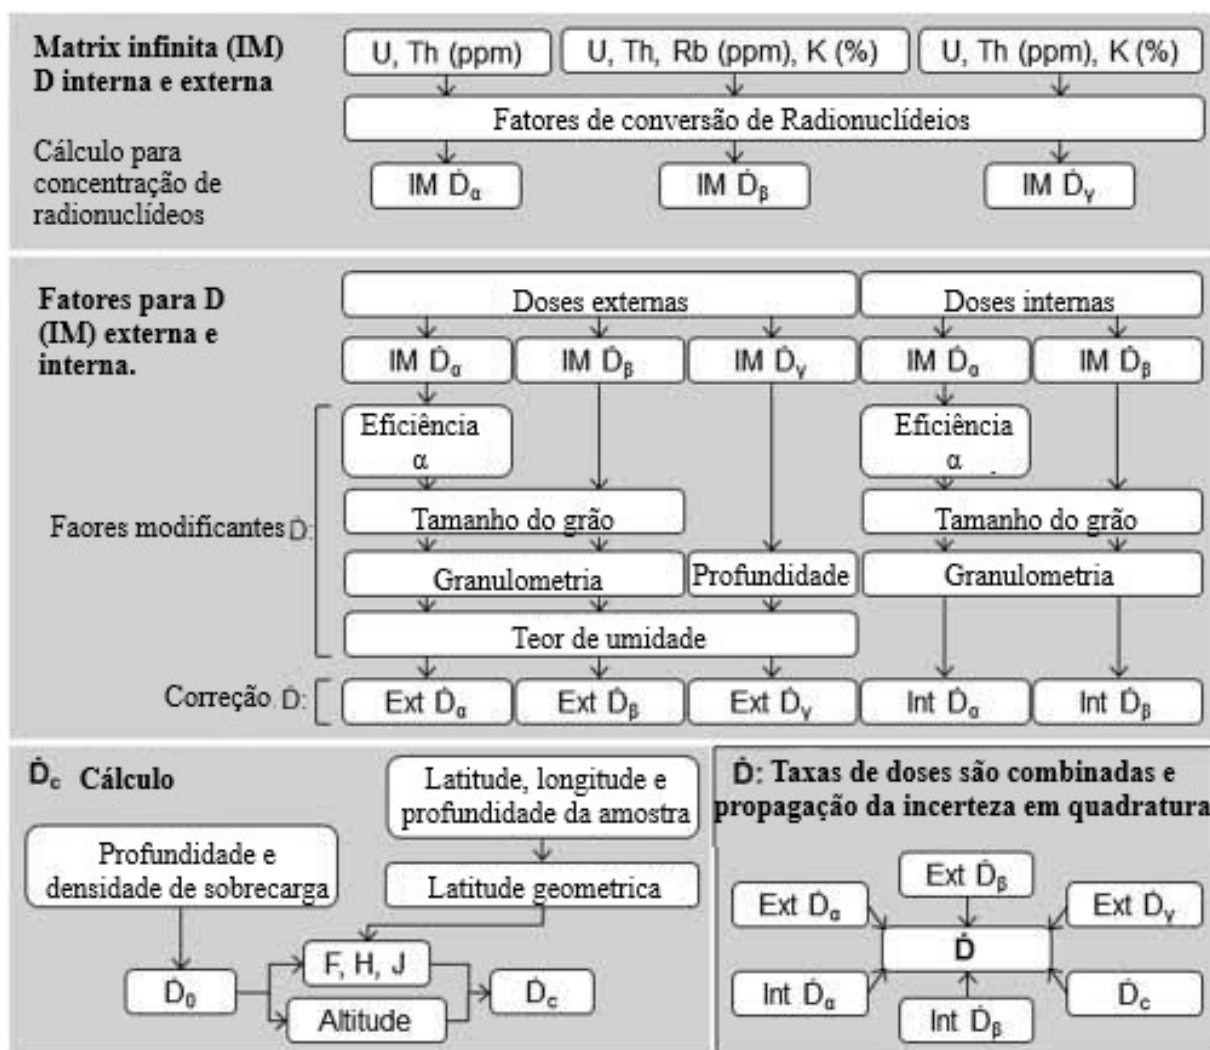 Matrix infinita (IM)
D interna e externa
Cálculo para
concentração de
radionuclídeos
U, Th (ppm)
U, Th, Rb (ppm), K (%)
U, Th (ppm), K (%)
Fatores de conversão de Radionuclídeios
IM Ḋα
IM Ḋβ
IM Ḋγ
Fatores para D
(IM) externa e
interna.
Doses externas
Doses internas
IM Ḋα
IM Ḋβ
IM Ḋγ
IM Ḋα
IM Ḋβ
Eficiência
α
Eficiência
α
Faores modificantes Ḋ:
Tamanho do grão
Tamanho do grão
Granulometria
Profundidade
Granulometria
Teor de umidade
Correção Ḋ:
Ext Ḋα
Ext Ḋβ
Ext Ḋγ
Int Ḋα
Int Ḋβ
Ḋc Cálculo
Latitude, longitude e
profundidade da amostra
Profundidade e
densidade de sobrecarga
Latitude geometrica
F, H, J
Ḋ0
Altitude
Ḋc
Ḋ: Taxas de doses são combinadas e
propagação da incerteza em quadratura
Ext Ḋβ
Ext Ḋα
Ext Ḋγ
Ḋ
Int Ḋα
Int Ḋβ
Ḋc